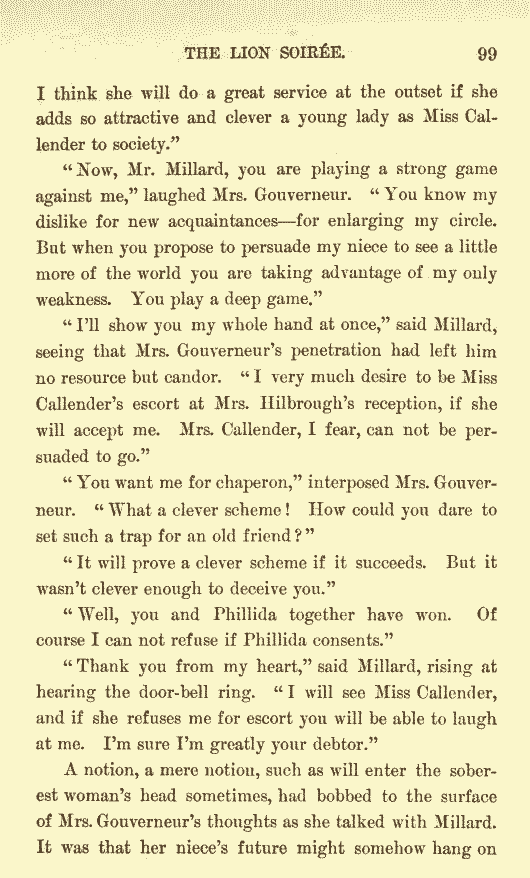 THE LION SOIRÉE. 99
I think she will do a great service at the outset if she
adds so attractive and clever a young lady as Miss Cal-
lender to society.”
“Now, Mr. Millard, you are playing a strong game
against me,” laughed Mrs. Gouverneur. “You know my
dislike for new acquaintances—for enlarging my circle.
But when you propose to persuade my niece to see a little
more of the world you are taking advantage of my only
weakness. You play a deep game.”
“I’ll show you my whole hand at once,” said Millard,
seeing that Mrs. Gouverneur’s penetration had left him
no resource but candor. “I very much desire to be Miss
Callender’s escort at Mrs. Hilbrough’s reception, if she
will accept me. Mrs. Callender, I fear, can not be per-
suaded to go.”
“You want me for chaperon,” interposed Mrs. Gouver-
neur. “What a clever scheme! How could you dare to
set such a trap for an old friend?”
“It will prove a clever scheme if it succeeds. But it
wasn’t clever enough to deceive you.”
“Well, you and Phillida together have won. Of
course I can not refuse if Phillida consents.”
“Thank you from my heart,” said Millard, rising at
hearing the door-bell ring. “I will see Miss Callender,
and if she refuses me for escort you will be able to laugh
at me. I’m sure I’m greatly your debtor.”
A notion, a mere notion, such as will enter the sober-
est woman’s head sometimes, had bobbed to the surface
of Mrs. Gouverneur’s thoughts as she talked with Millard.
It was that her niece’s future might somehow hang on